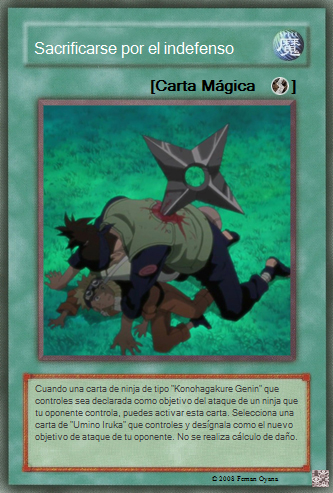 Sacrificarse por el indefenso
魔
[Carta Mágica ]
Cuando una carta de ninja de tipo "Konohagakure Genin" que
controles sea declarada como objetivo del ataque de un ninja que
tu oponente controla, puedes activar esta carta. Selecciona una
carta de "Umino Iruka" que controles y desígnala como el nuevo
objetivo de ataque de tu oponente. No se realiza cálculo de daño.
©2008 Ferran Oyana